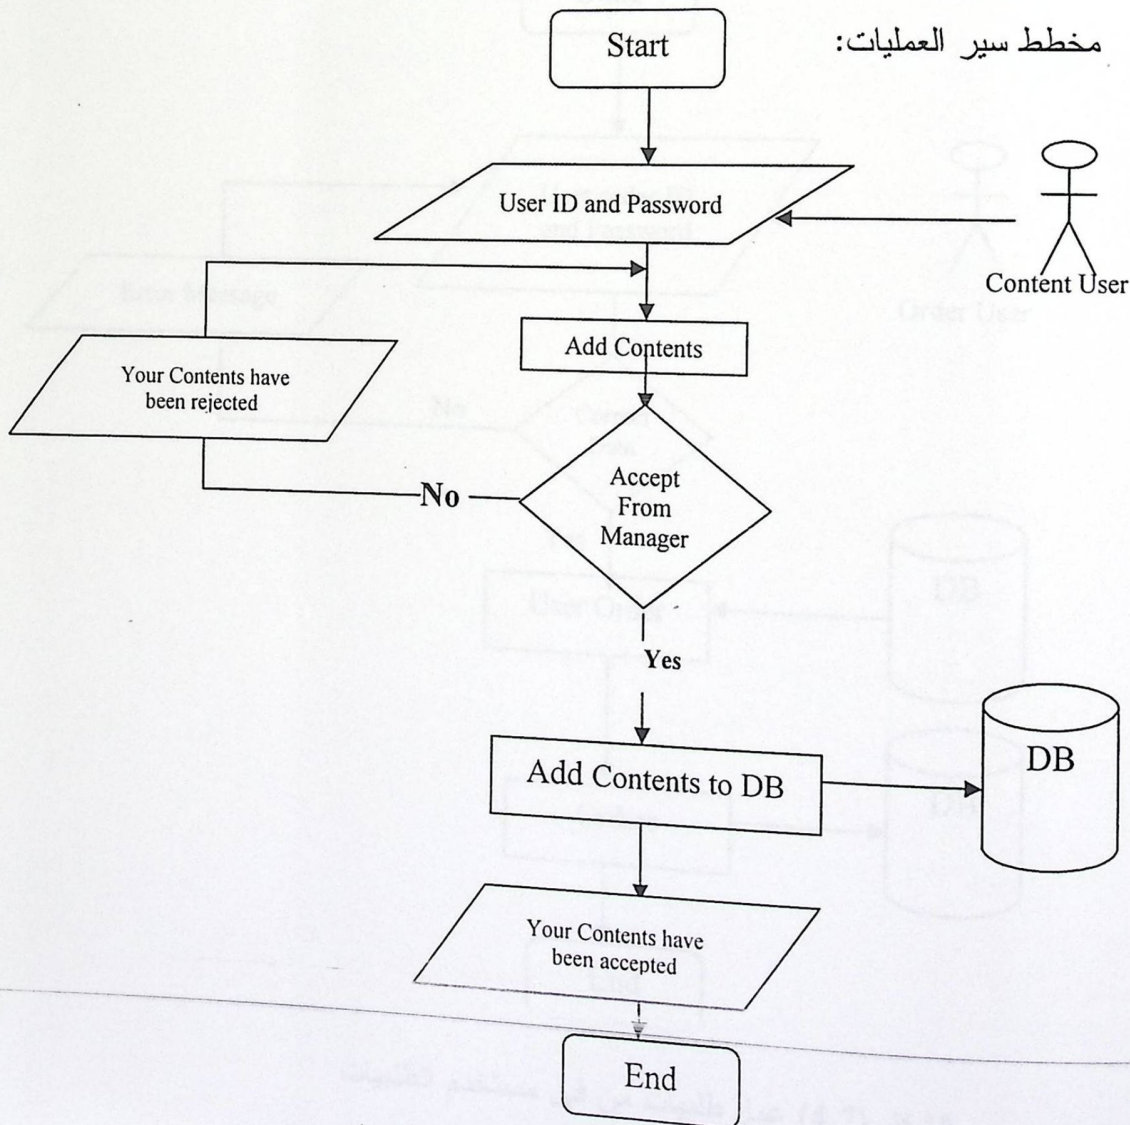 مخطط سير العمليات:
Start
User ID and Password
Content User
Add Contents
Your Contents have
been rejected
No
Accept
From
Manager
Yes
Add Contents to DB
DB
Your Contents have
been accepted
End